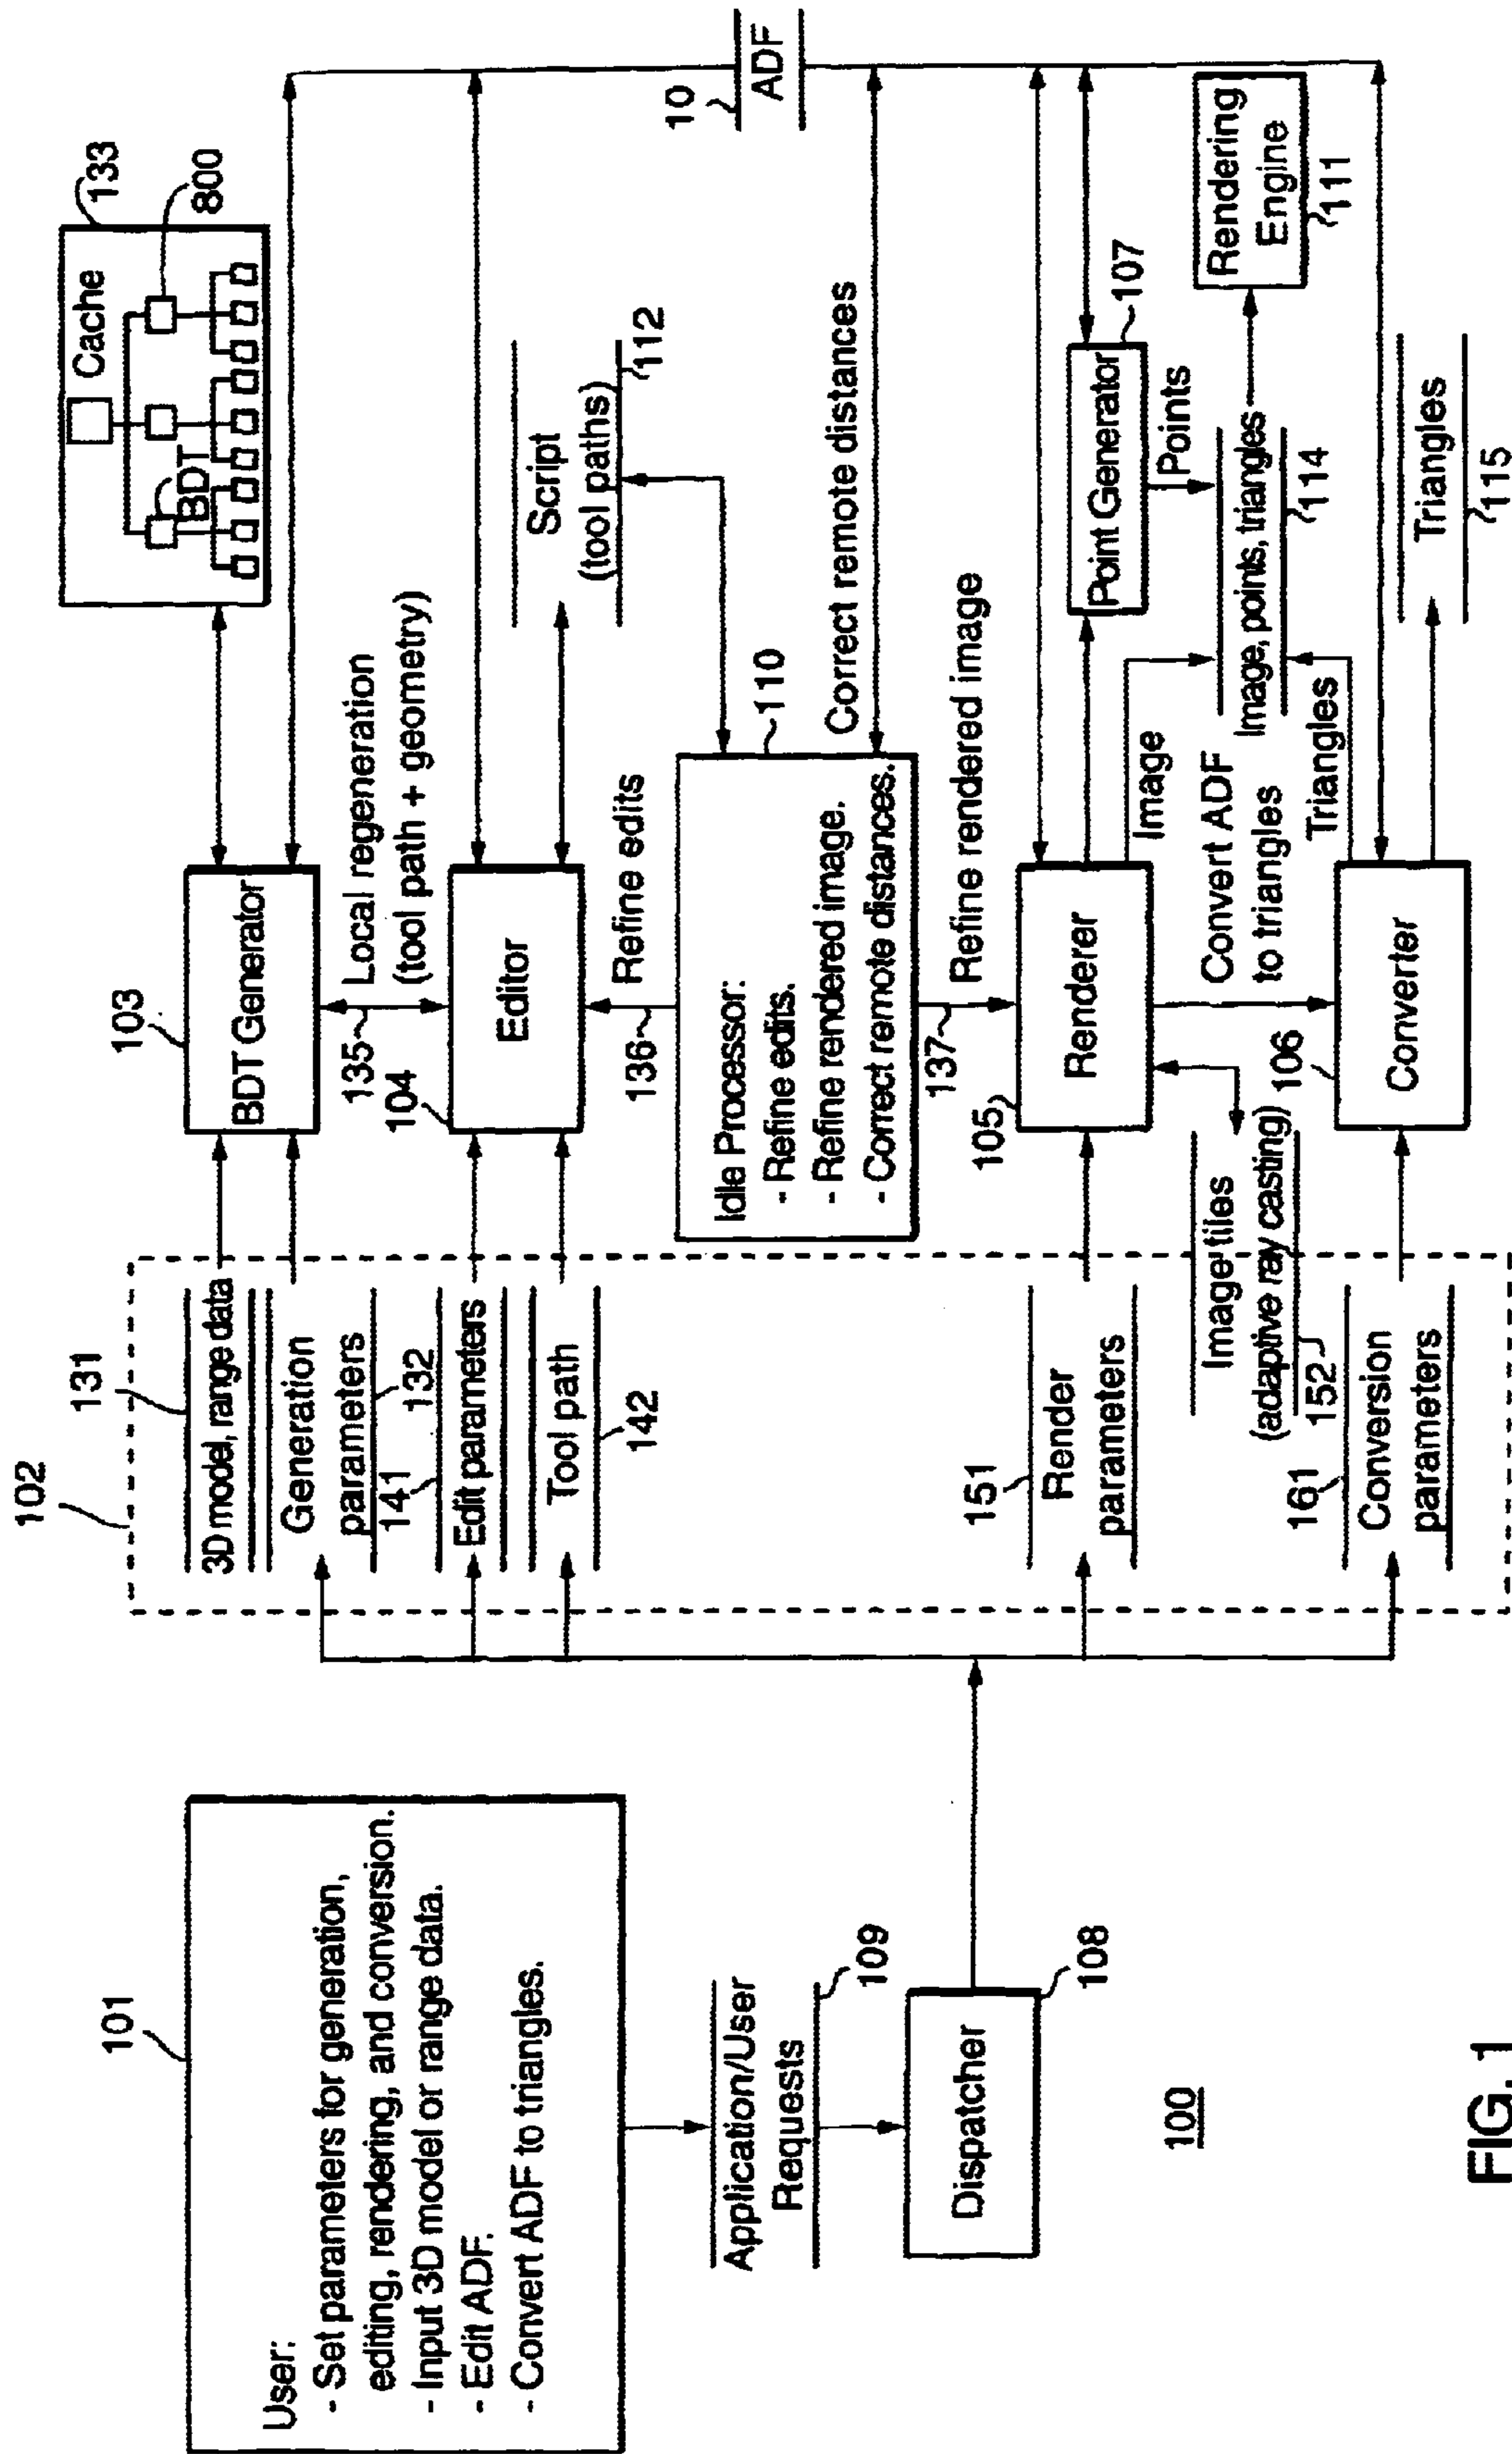 101
User:
- Set parameters for generation,
editing, rendering, and conversion.
- Input 3D model or range data.
- Edit ADF.
- Convert ADF to triangles.
Application/User
Requests
109
Dispatcher
108
100
102
131
3D model, range data
Generation
parameters
132
141
Edit parameters
Tool path
142
151
Render
parameters
Image tiles
(adaptive ray casting)
152
161
Conversion
parameters
103
BDT Generator
135
Local regeneration
(tool path + geometry)
104
Editor
136
Refine edits
Idle Processor:
- Refine edits.
- Refine rendered image.
- Correct remote distances.
110
137
Refine rendered image
105
Renderer
Convert ADF
to triangles
106
Converter
Cache
133
BDT
800
Script
(tool paths)
112
Correct remote distances
10
ADF
Point Generator
107
Points
Image
Image, points, triangles
114
Triangles
Rendering
Engine
111
Triangles
115
FIG. 1